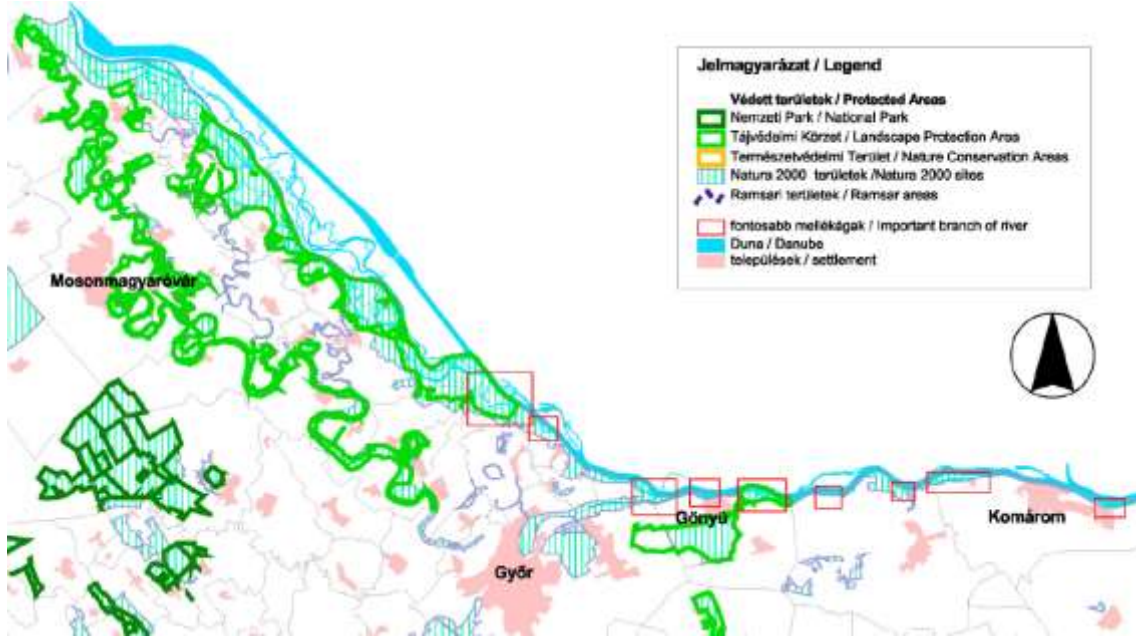 Jelmagyarázat / Legend
Védett területek / Protected Areas
Nemzeti Park / National Park
Tájvédelmi Körzet / Landscape Protection Area
Természetvédelmi Terület / Nature Conservation Areas
Natura 2000 területek /Natura 2000 sites
Ramsari területek / Ramsar areas
fontosabb mellékágak / Important branch of river
Duna / Danube
települések / settlement
Mosonmagyaróvár
Gönyű
Komárom
Győr